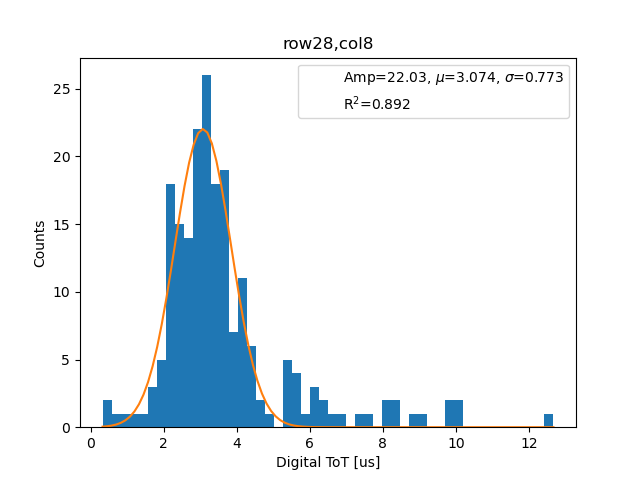 row28,col8
Amp=22.03, μ=3.074, σ=0.773
R²=0.892
Counts
25
20
15
10
5
0
0 2 4 6 8 10 12
Digital ToT [us]